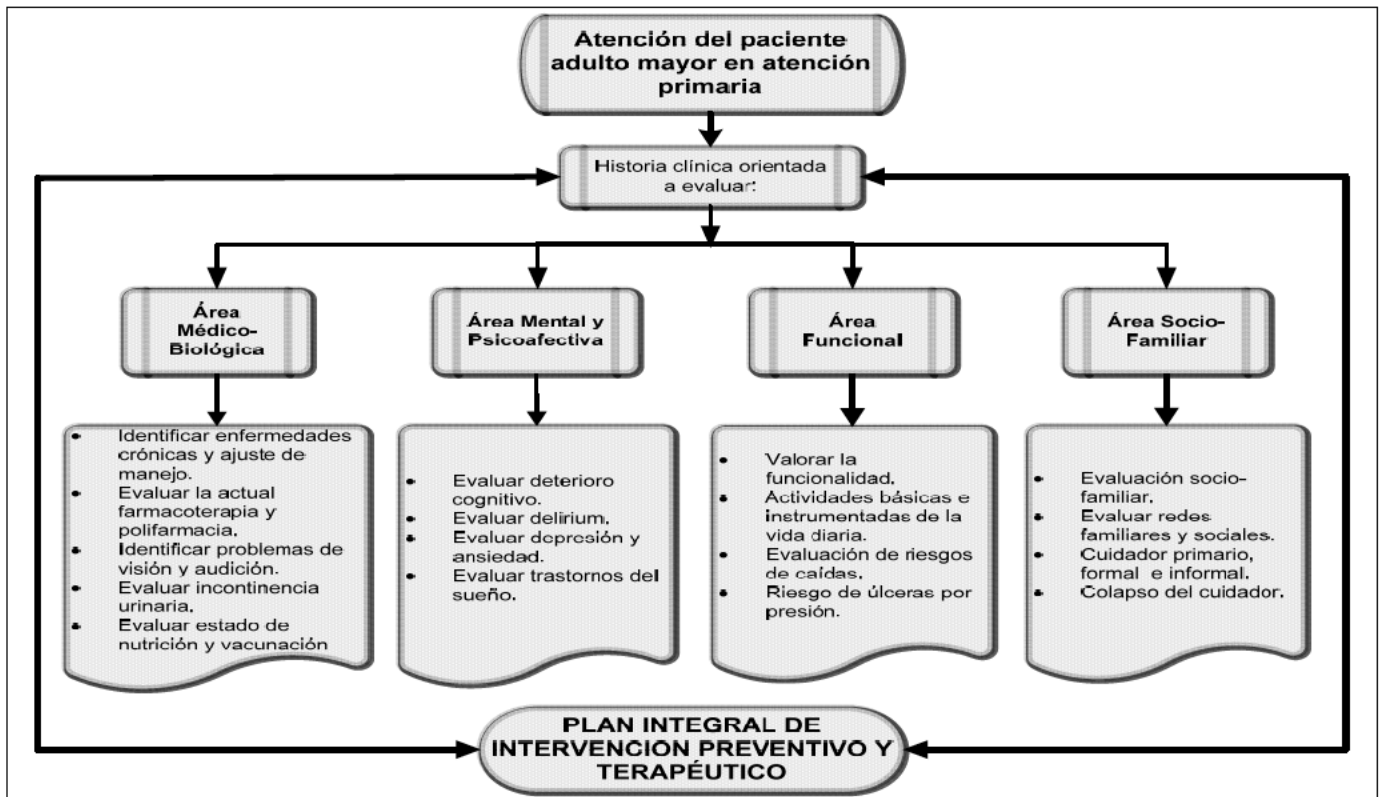 Atención del paciente
adulto mayor en atención
primaria
Historia clínica orientada
a evaluar:
Área
Médico-
Biológica
Área Mental y
Psicoafectiva
Área
Funcional
Área Socio-
Familiar
• Identificar enfermedades
crónicas y ajuste de
manejo.
• Evaluar la actual
farmacoterapia y
polifarmacia.
• Identificar problemas de
visión y audición.
• Evaluar incontinencia
urinaria.
• Evaluar estado de
nutrición y vacunación
• Evaluar deterioro
cognitivo.
• Evaluar delirium.
• Evaluar depresión y
ansiedad.
• Evaluar trastornos del
sueño.
• Valorar la
funcionalidad.
• Actividades básicas e
instrumentadas de la
vida diaria.
• Evaluación de riesgos
de caídas.
• Riesgo de úlceras por
presión.
• Evaluación socio-
familiar.
• Evaluar redes
familiares y sociales.
• Cuidador primario,
formal e informal.
• Colapso del cuidador.
PLAN INTEGRAL DE
INTERVENCION PREVENTIVO Y
TERAPÉUTICO